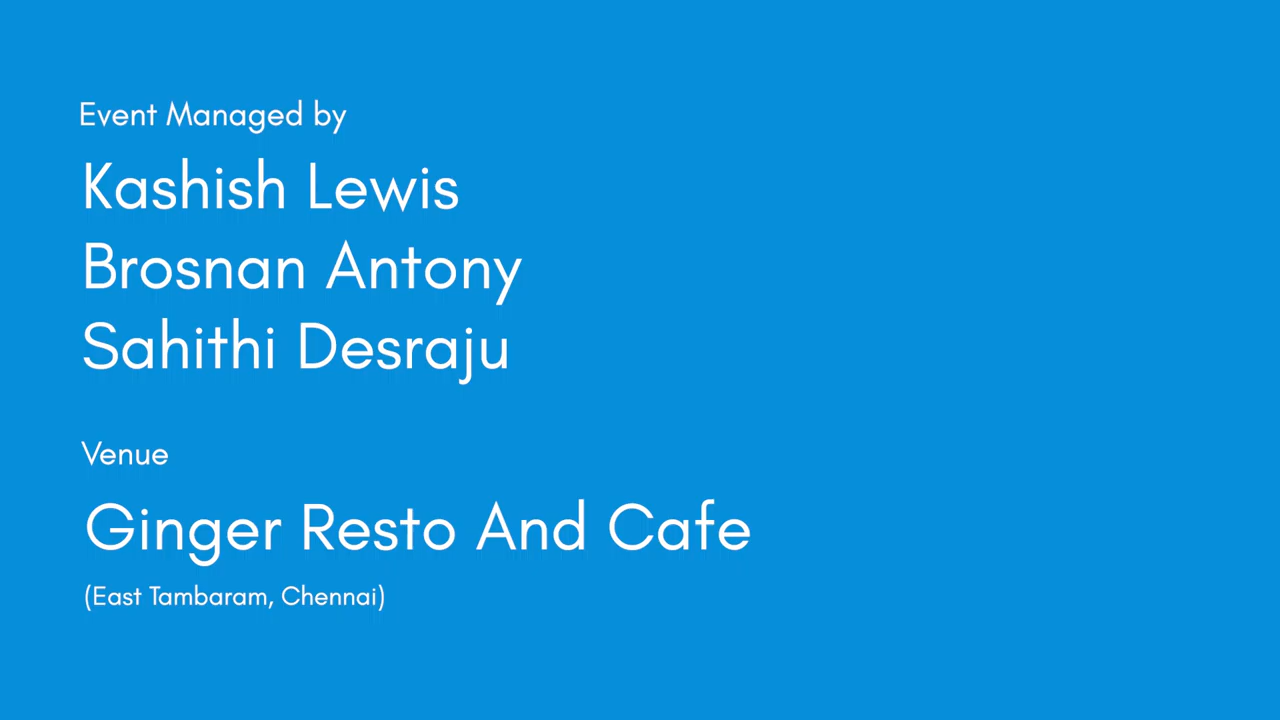 Event Managed by
Kashish Lewis
Brosnan Antony
Sahithi Desraju
Venue
Ginger Resto And Cafe
(East Tambaram, Chennai)